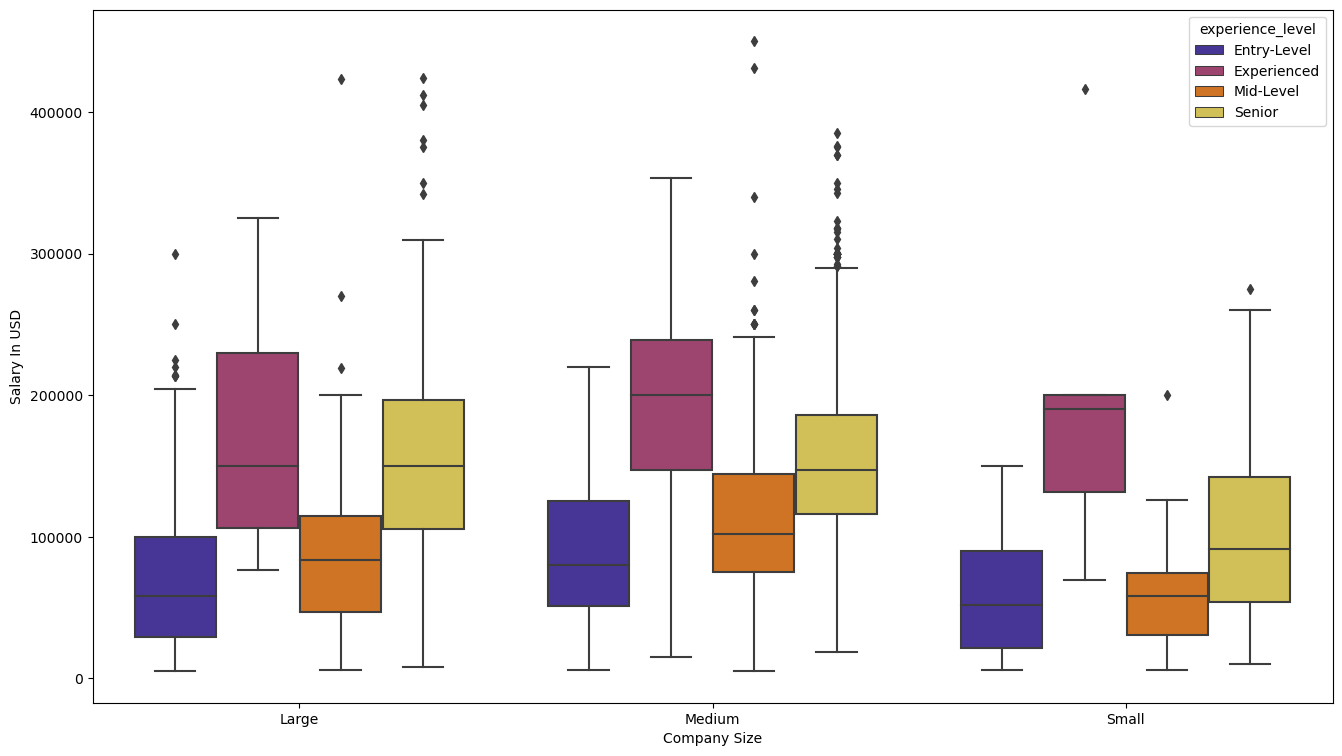 experience_level
Entry-Level
Experienced
Mid-Level
Senior
Salary In USD
400000
300000
200000
100000
0
Large
Medium
Small
Company Size